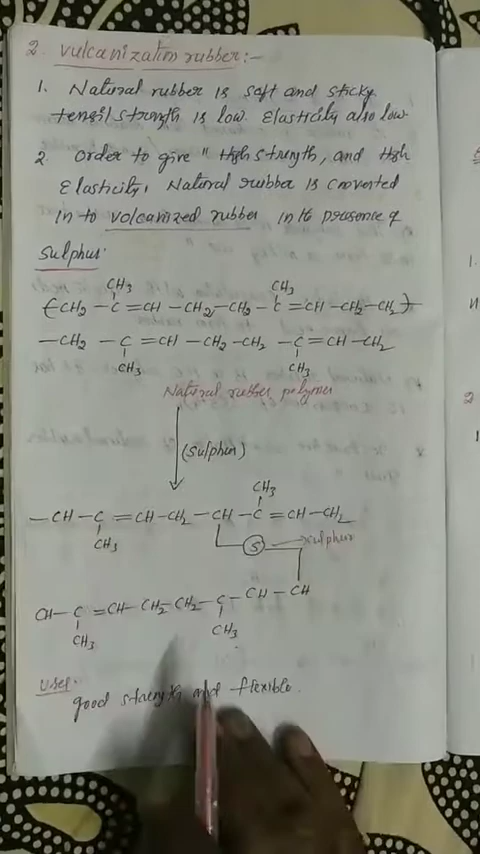 2. vulcanization rubber:-
1. Natural rubber is soft and sticky.
tensil strength is low. Elasticity also low.
2. Order to give " High strength, and High
Elasticity. Natural rubber is converted
in to volcanized rubber in the presence of
Sulphur.
CH3 CH3
(CH2 - C = CH - CH2 - CH2 - C = CH - CH2 - CH2)
-CH2 - C = CH - CH2 - CH2 - C = CH - CH2
CH3 CH3
Natural rubber polymer
(Sulphur)
CH3
- CH - C = CH - CH2 - CH - C = CH - CH2
CH3
S sulphur
CH - C = CH - CH2 - CH2 - C - CH - CH
CH3 CH3
Uses.
good strength and flexible.